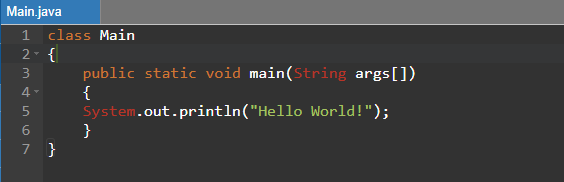 Main.java
1 class Main
2 {
3     public static void main(String args[])
4     {
5     System.out.println("Hello World!");
6     }
7 }